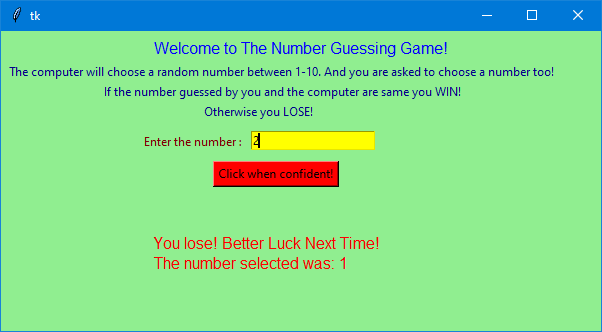 tk
Welcome to The Number Guessing Game!
The computer will choose a random number between 1-10. And you are asked to choose a number too!
If the number guessed by you and the computer are same you WIN!
Otherwise you LOSE!
Enter the number : 2
Click when confident!
You lose! Better Luck Next Time!
The number selected was: 1